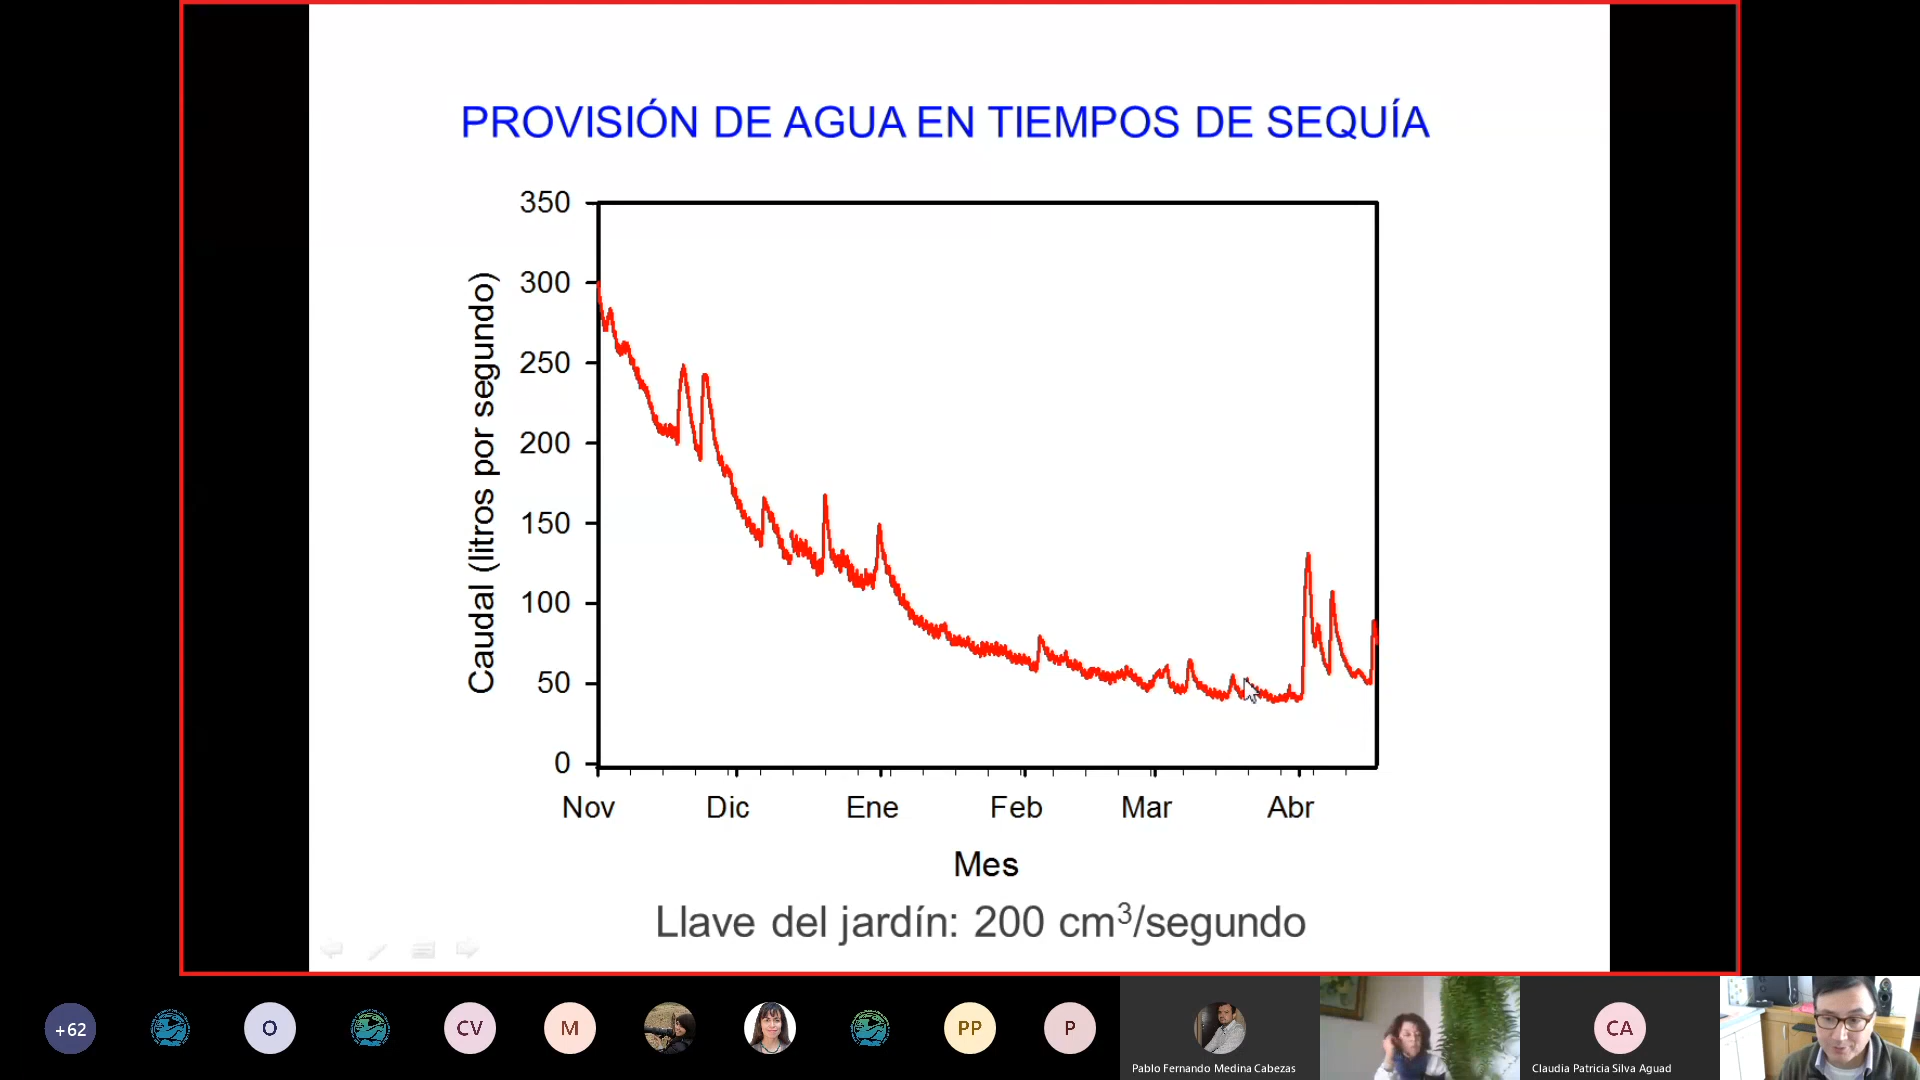 PROVISIÓN DE AGUA EN TIEMPOS DE SEQUÍA
350
300
250
200
150
100
50
0
Caudal (litros por segundo)
Nov Dic Ene Feb Mar Abr
Mes
Llave del jardín: 200 cm³/segundo
+62 O CV M PP P CA
Pablo Fernando Medina Cabezas
Claudia Patricia Silva Aguad